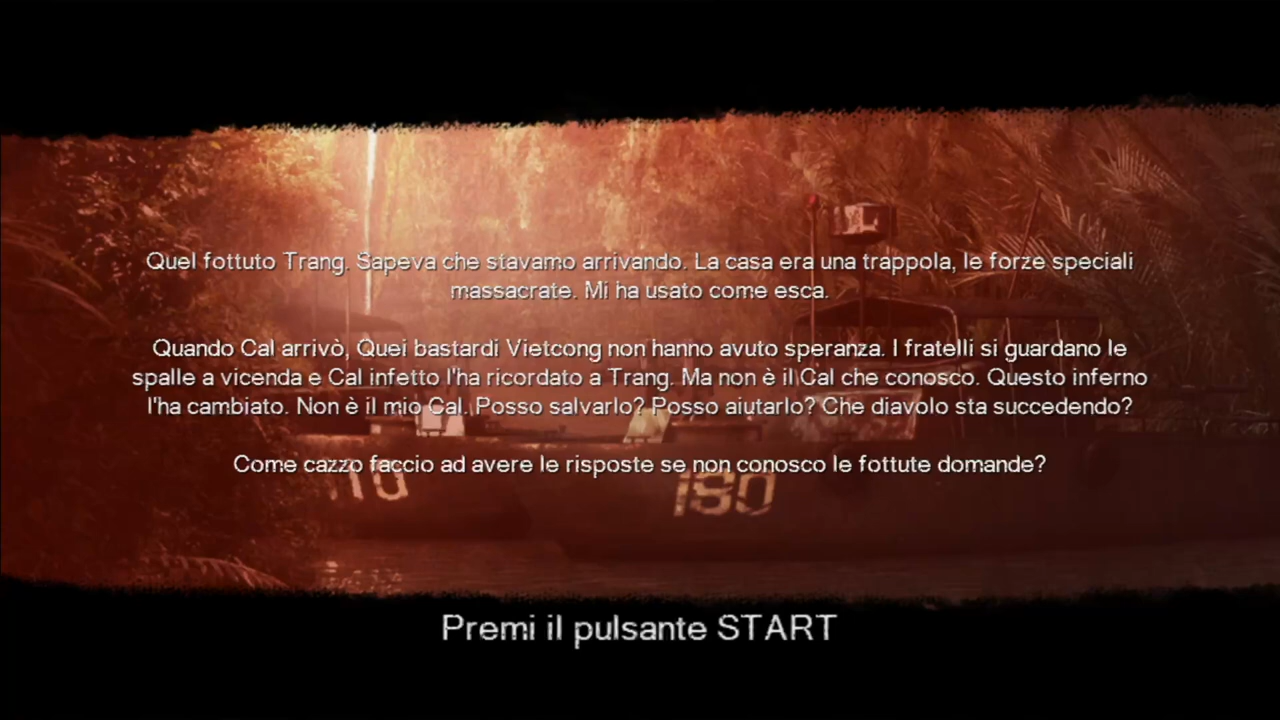 Quel fottuto Trang. Sapeva che stavamo arrivando. La casa era una trappola, le forze speciali
massacrate. Mi ha usato come esca.
Quando Cal arrivò, Quei bastardi Vietcong non hanno avuto speranza. I fratelli si guardano le
spalle a vicenda e Cal infetto l'ha ricordato a Trang. Ma non è il Cal che conosco. Questo inferno
l'ha cambiato. Non è il mio Cal. Posso salvarlo? Posso aiutarlo? Che diavolo sta succedendo?
Come cazzo faccio ad avere le risposte se non conosco le fottute domande?
190
Premi il pulsante START